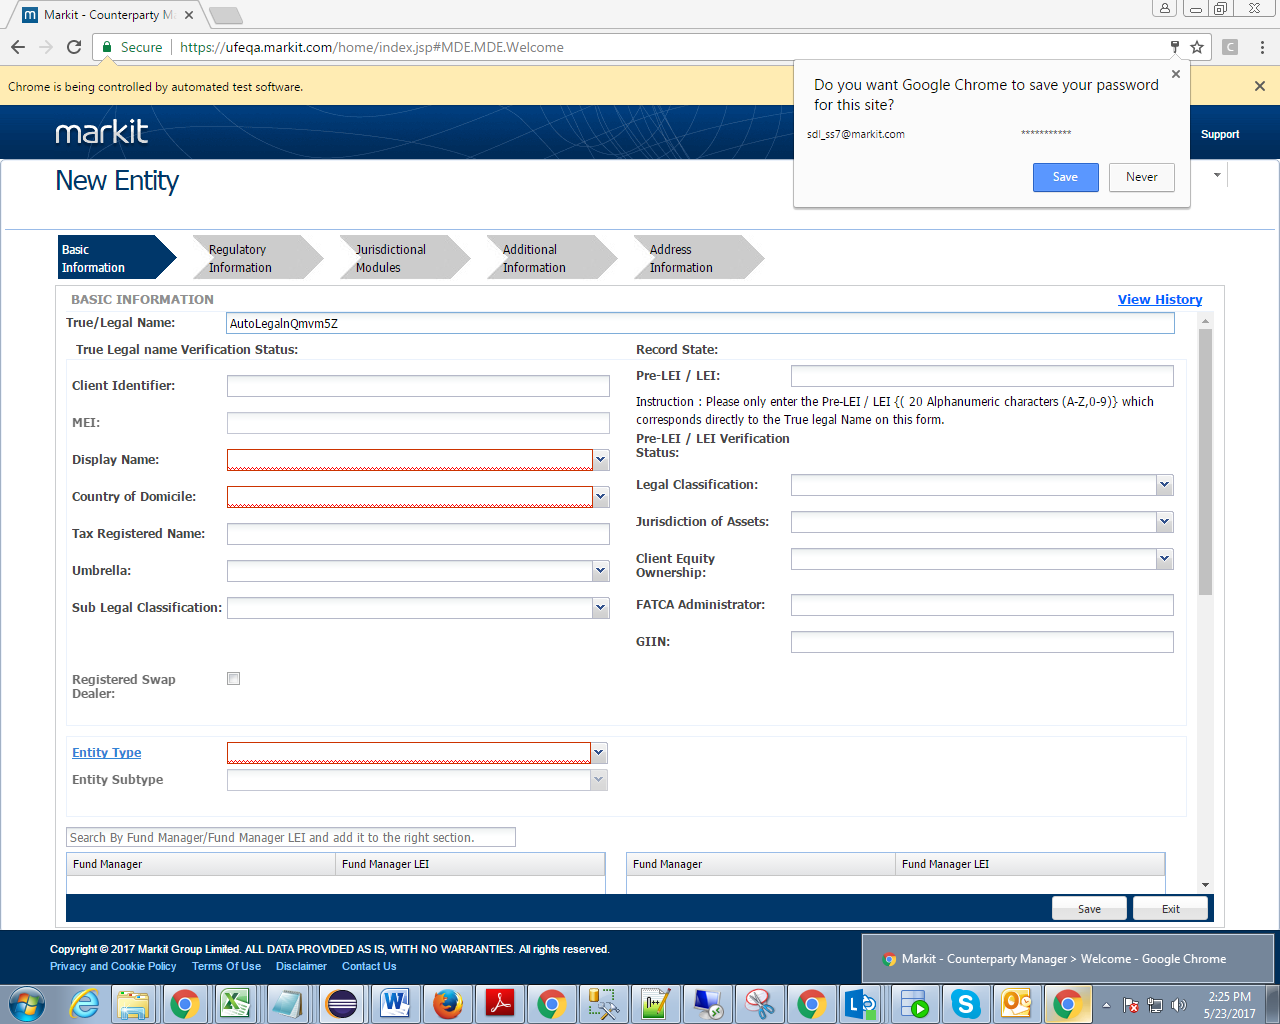 Markit - Counterparty M
Secure
https://ufeqa.markit.com/home/index.jsp#MDE.MDE.Welcome
C
Chrome is being controlled by automated test software.
Do you want Google Chrome to save your password
for this site?
sdl_ss7@markit.com ***********
Save Never
markit
Support
New Entity
Basic
Information
Regulatory
Information
Jurisdictional
Modules
Additional
Information
Address
Information
BASIC INFORMATION
View History
True/Legal Name: AutoLegalnQmvm5Z
True Legal name Verification Status:
Record State:
Client Identifier:
Pre-LEI / LEI:
Instruction : Please only enter the Pre-LEI / LEI {( 20 Alphanumeric characters (A-Z,0-9)} which
corresponds directly to the True legal Name on this form.
MEI:
Pre-LEI / LEI Verification
Status:
Display Name:
Legal Classification:
Country of Domicile:
Jurisdiction of Assets:
Tax Registered Name:
Client Equity
Ownership:
Umbrella:
Sub Legal Classification:
FATCA Administrator:
GIIN:
Registered Swap
Dealer:
Entity Type
Entity Subtype
Search By Fund Manager/Fund Manager LEI and add it to the right section.
Fund Manager Fund Manager LEI
Fund Manager Fund Manager LEI
Save Exit
Copyright © 2017 Markit Group Limited. ALL DATA PROVIDED AS IS, WITH NO WARRANTIES. All rights reserved.
Privacy and Cookie Policy Terms Of Use Disclaimer Contact Us
Markit - Counterparty Manager > Welcome - Google Chrome
2:25 PM
5/23/2017